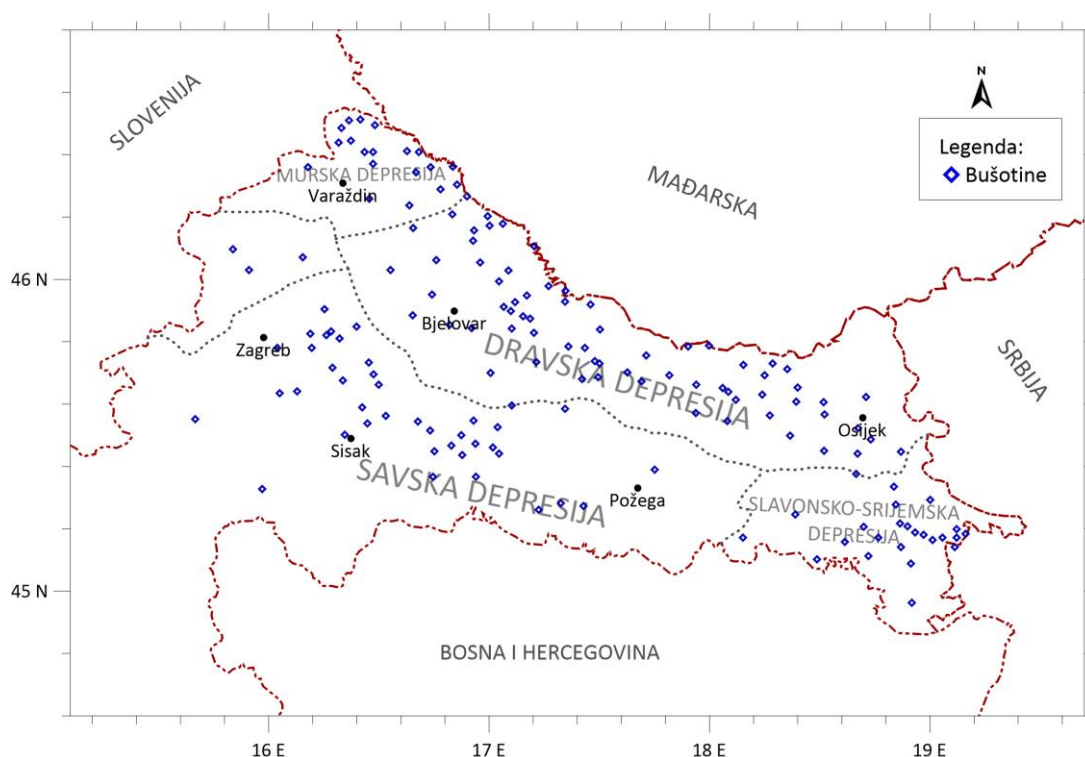 SLOVENIJA
N
Legenda:
Bušotine
MAĐARSKA
MURSKA DEPRESIJA
Varaždin
46 N
Bjelovar
Zagreb
DRAVSKA DEPRESIJA
SRBIJA
Osijek
Sisak
SAVSKA DEPRESIJA
Požega
SLAVONSKO-SRIJEMSKA
DEPRESIJA
45 N
BOSNA I HERCEGOVINA
16 E
17 E
18 E
19 E